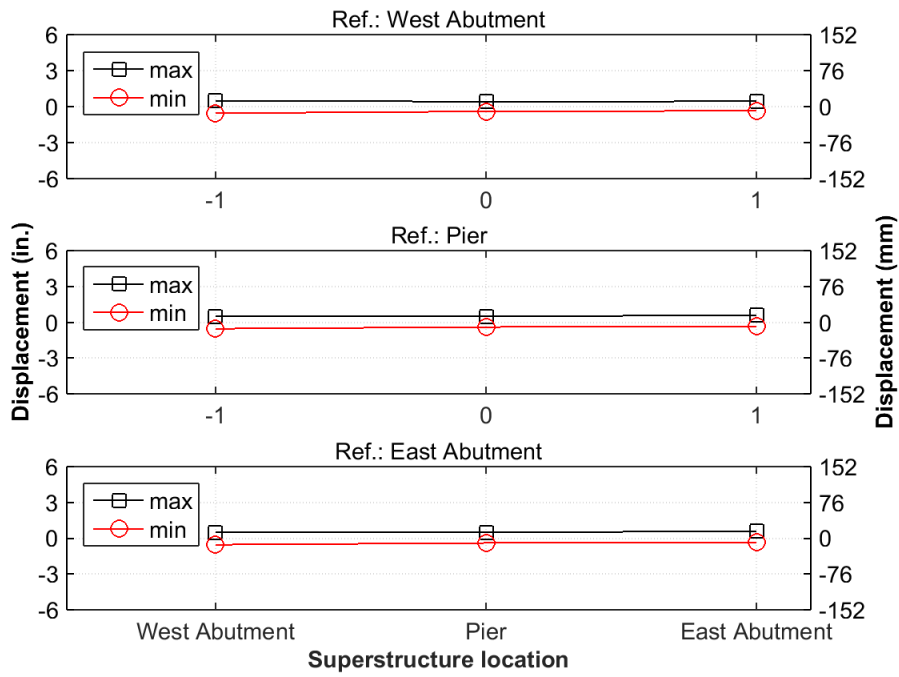 Ref.: West Abutment
6 152
3 max 76
0 min 0
-3 -76
-6 -152
-1 0 1
Ref.: Pier
6 152
3 max 76
0 min 0
-3 -76
-6 -152
-1 0 1
Displacement (in.)
Displacement (mm)
Ref.: East Abutment
6 152
3 max 76
0 min 0
-3 -76
-6 -152
West Abutment Pier East Abutment
Superstructure location